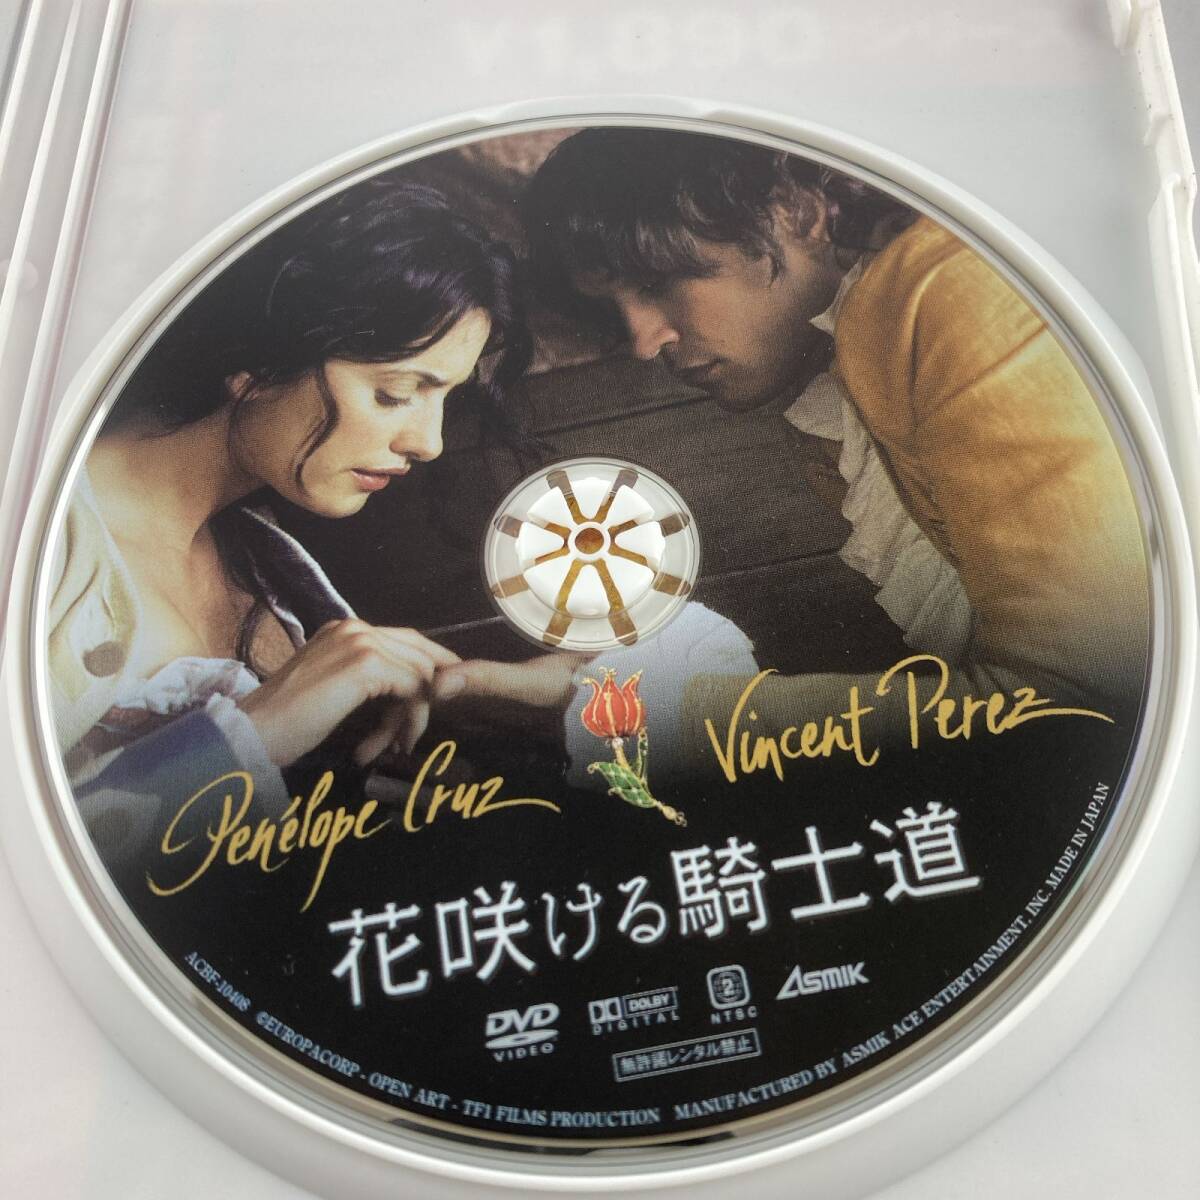 ¥1,890
Penélope Cruz
Vincent Perez
花咲ける騎士道
DVD
VIDEO
DOLBY
DIGITAL
2
NTSC
ASMIK
無許諾レンタル禁止
ACBF-10408 ©EUROPACORP - OPEN ART - TF1 FILMS PRODUCTION MANUFACTURED BY ASMIK ACE ENTERTAINMENT, INC. MADE IN JAPAN